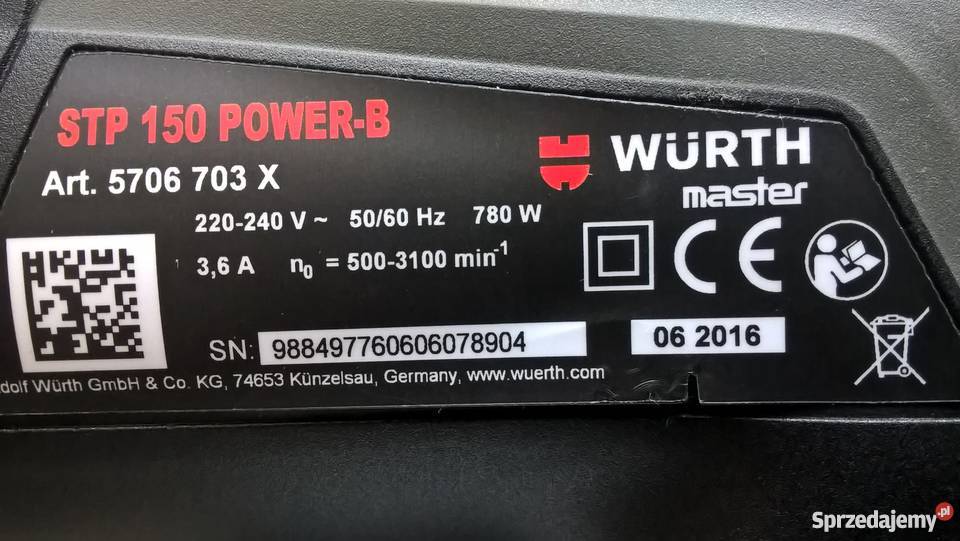 STP 150 POWER-B
Art. 5706 703 X
WÜRTH
master
220-240 V ~ 50/60 Hz 780 W
3,6 A n0 = 500-3100 min-1
CE
SN: 988497760606078904
06 2016
dolf Würth GmbH & Co. KG, 74653 Künzelsau, Germany, www.wuerth.com
Sprzedajemy.pl